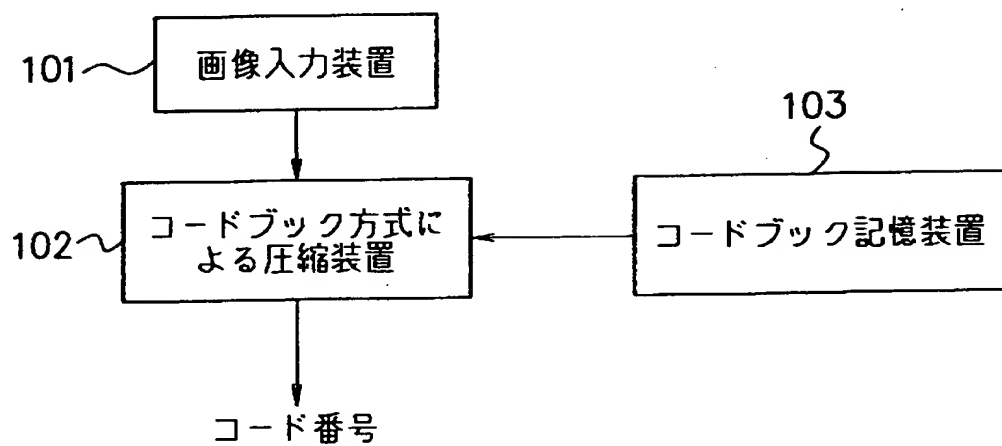 101
画像入力装置
103
102
コードブック方式に
よる圧縮装置
コードブック記憶装置
コード番号